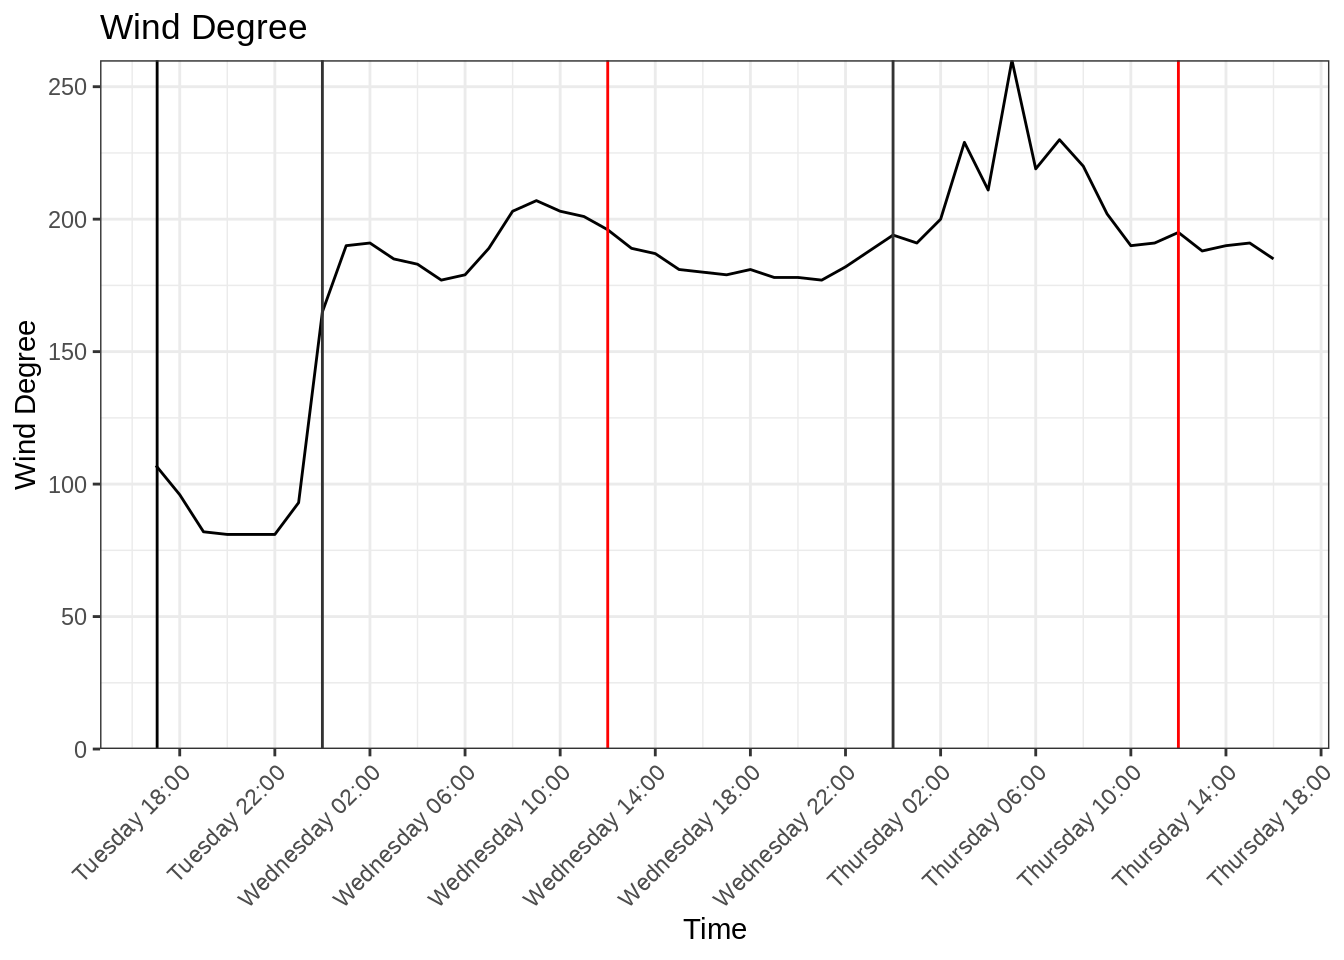 Wind Degree
Wind Degree
250
200
150
100
50
0
Tuesday 18:00
Tuesday 22:00
Wednesday 02:00
Wednesday 06:00
Wednesday 10:00
Wednesday 14:00
Wednesday 18:00
Wednesday 22:00
Thursday 02:00
Thursday 06:00
Thursday 10:00
Thursday 14:00
Thursday 18:00
Time